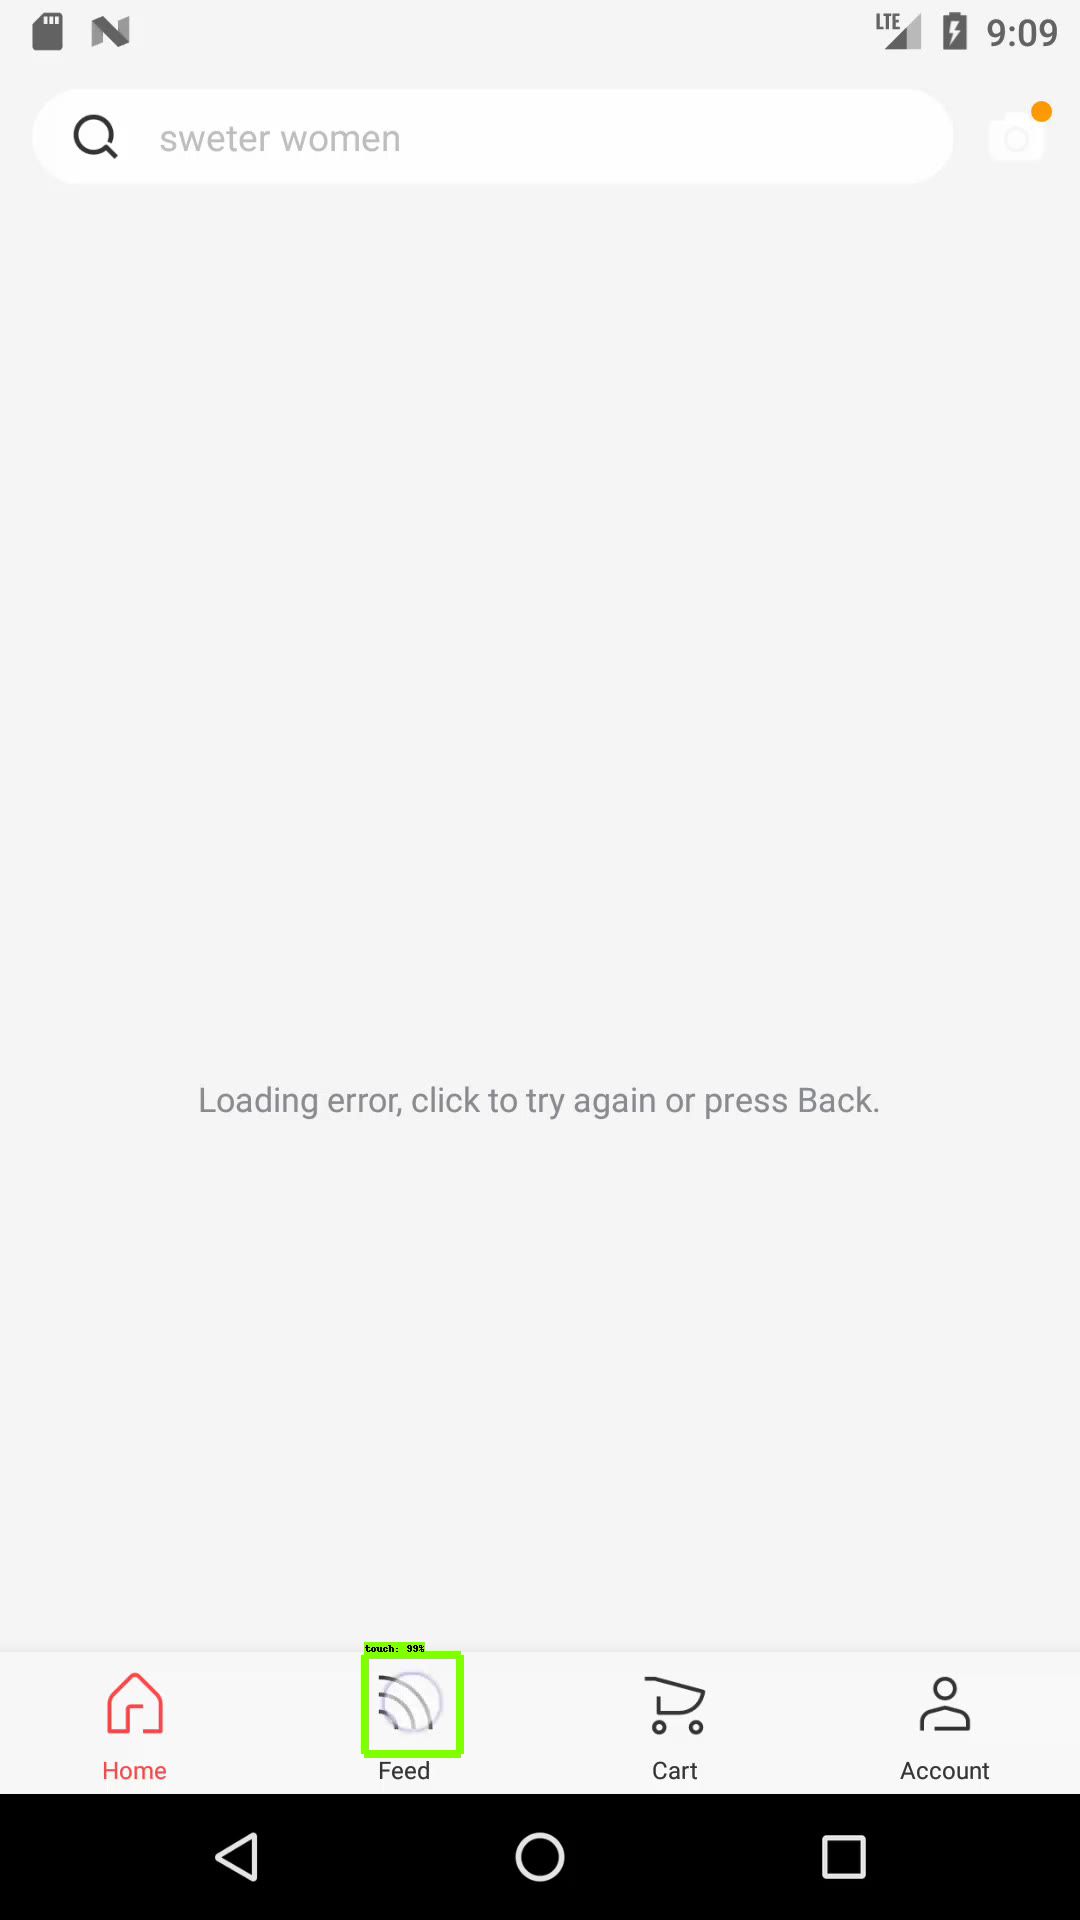 LTE 9:09
sweter women
Loading error, click to try again or press Back.
touch: 99%
Home Feed Cart Account